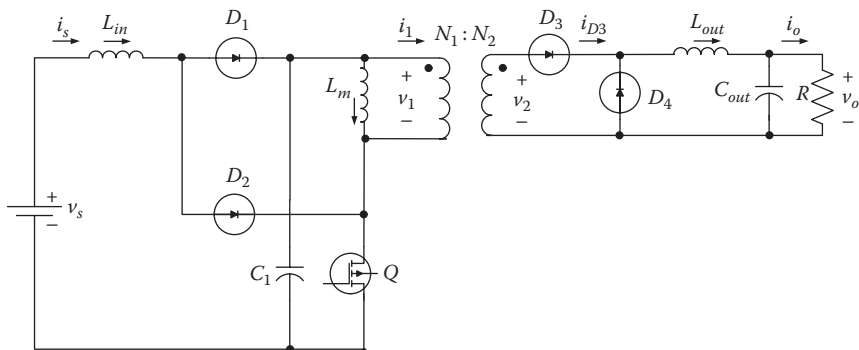 i_s
L_in
D_1
i_1
N_1 : N_2
D_3
i_D3
L_out
i_o
L_m
+
v_1
−
+
v_2
−
D_4
C_out
R
+
v_o
−
D_2
+
v_s
−
C_1
Q